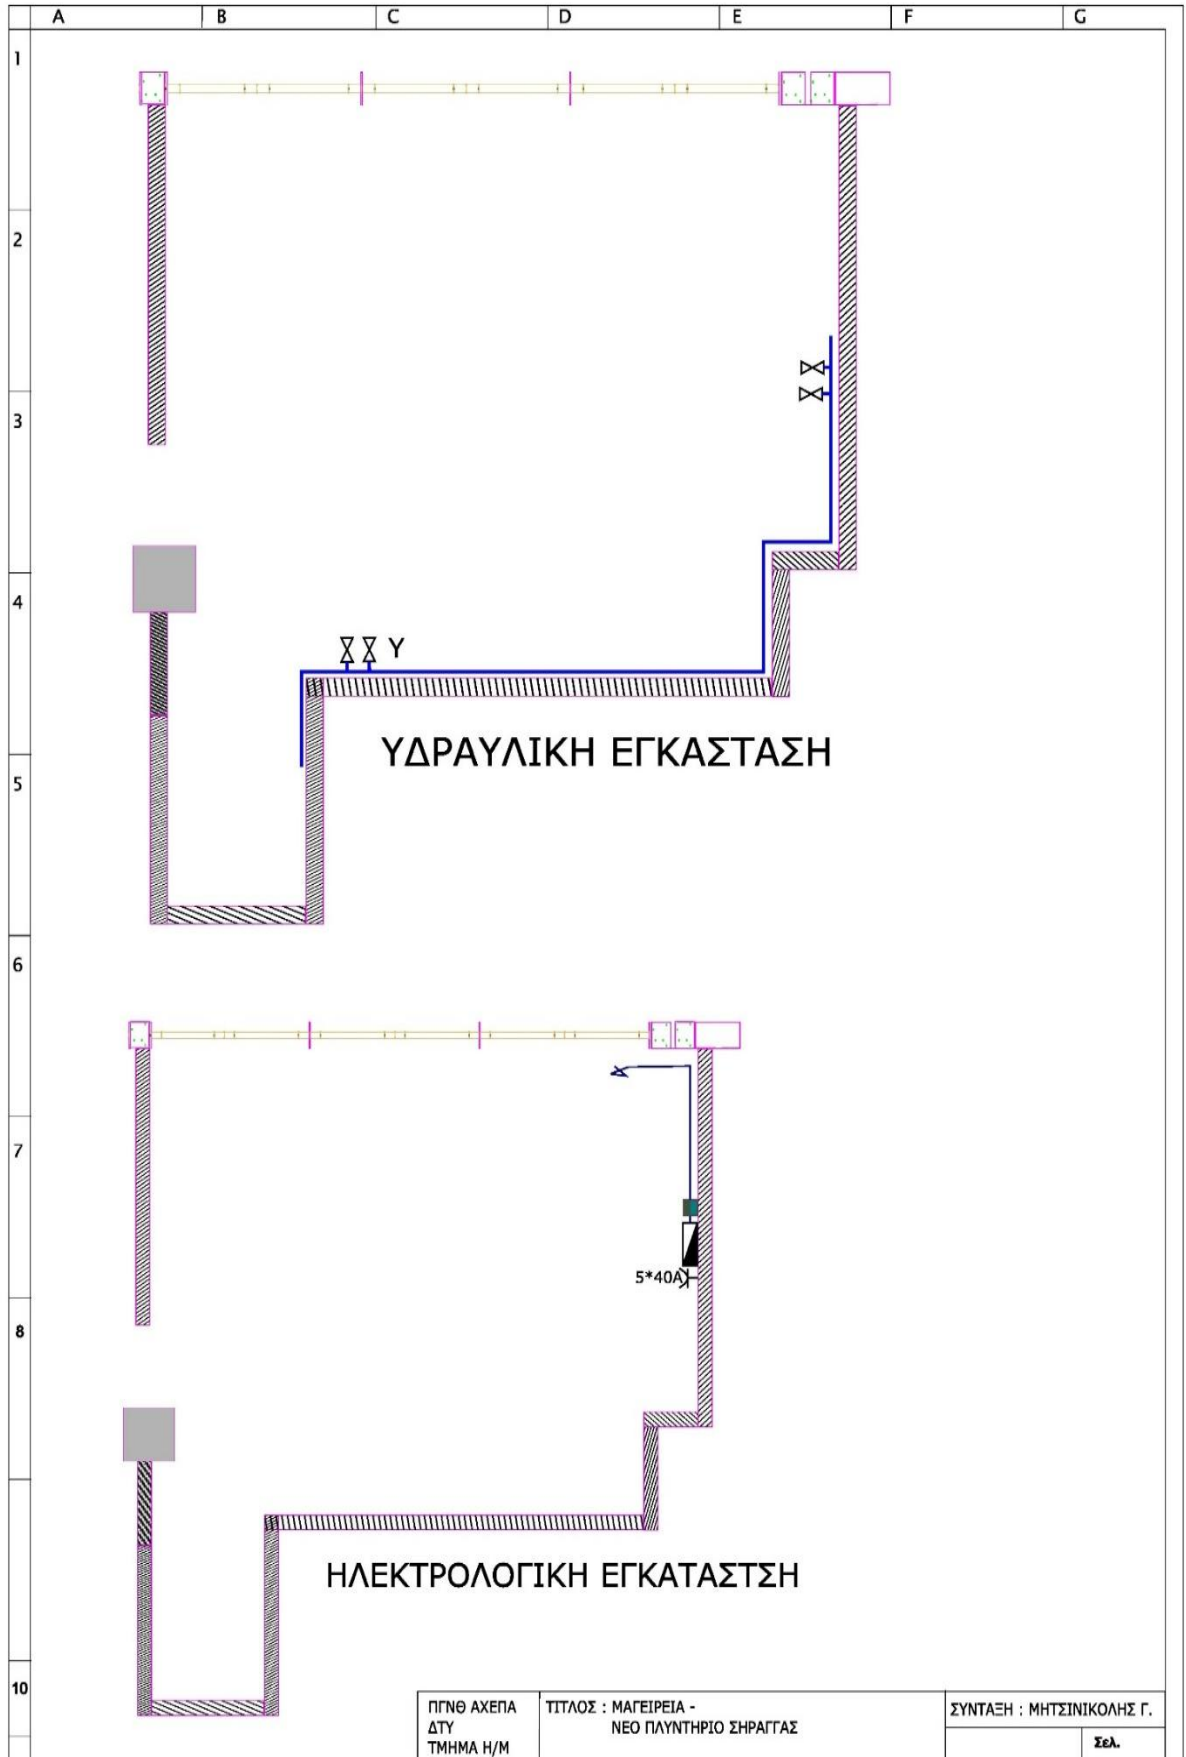 A B C D E F G
1
2
3
4
Y
ΥΔΡΑΥΛΙΚΗ ΕΓΚΑΣΤΑΣΗ
5
6
7
5*40A
8
ΗΛΕΚΤΡΟΛΟΓΙΚΗ ΕΓΚΑΤΑΣΤΣΗ
10
ΠΓΝΘ ΑΧΕΠΑ
ΔΤΥ
ΤΜΗΜΑ Η/Μ
ΤΙΤΛΟΣ : ΜΑΓΕΙΡΕΙΑ -
ΝΕΟ ΠΛΥΝΤΗΡΙΟ ΣΗΡΑΓΓΑΣ
ΣΥΝΤΑΞΗ : ΜΗΤΣΙΝΙΚΟΛΗΣ Γ.
Σελ.